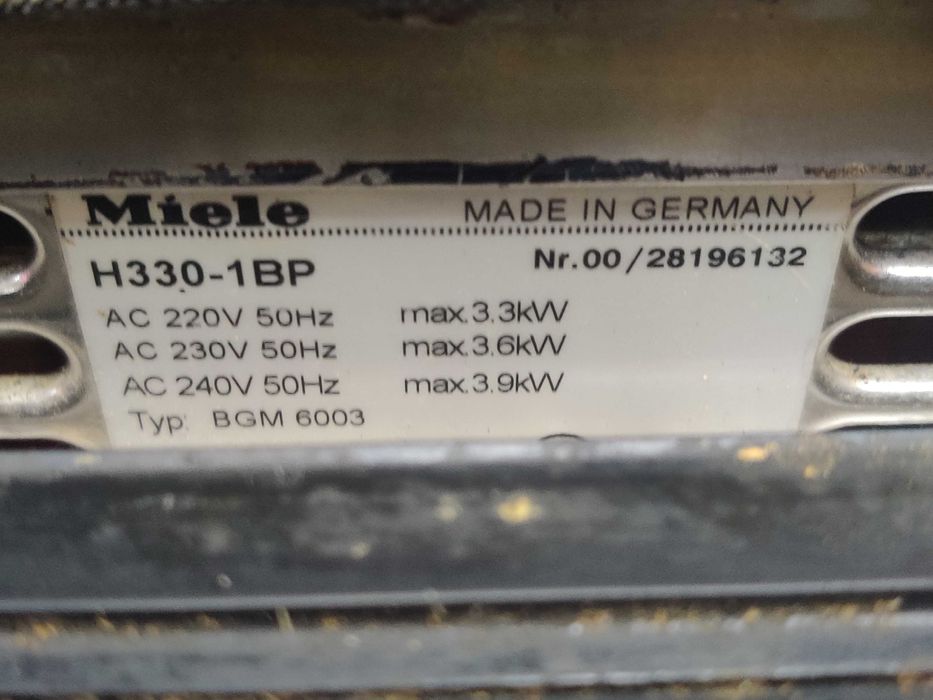 Miele MADE IN GERMANY
H330-1BP Nr.00/28196132
AC 220V 50Hz max.3.3kW
AC 230V 50Hz max.3.6kW
AC 240V 50Hz max.3.9kW
Typ: BGM 6003